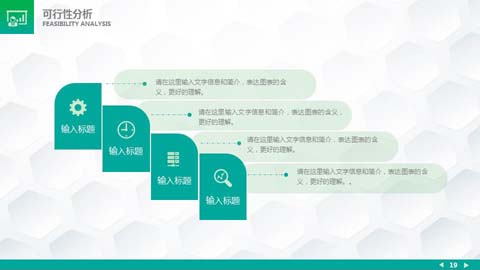 可行性分析
FEASIBILITY ANALYSIS
请在这里输入文字信息和简介，表达图表的含
义，更好的理解。
输入标题
请在这里输入文字信息和简介，表达图表的含义，
更好的理解。
输入标题
请在这里输入文字信息和简介，表达图表的含
义，更好的理解。
输入标题
请在这里输入文字信息和简介，表达图表的含
义，更好的理解。。
输入标题
19